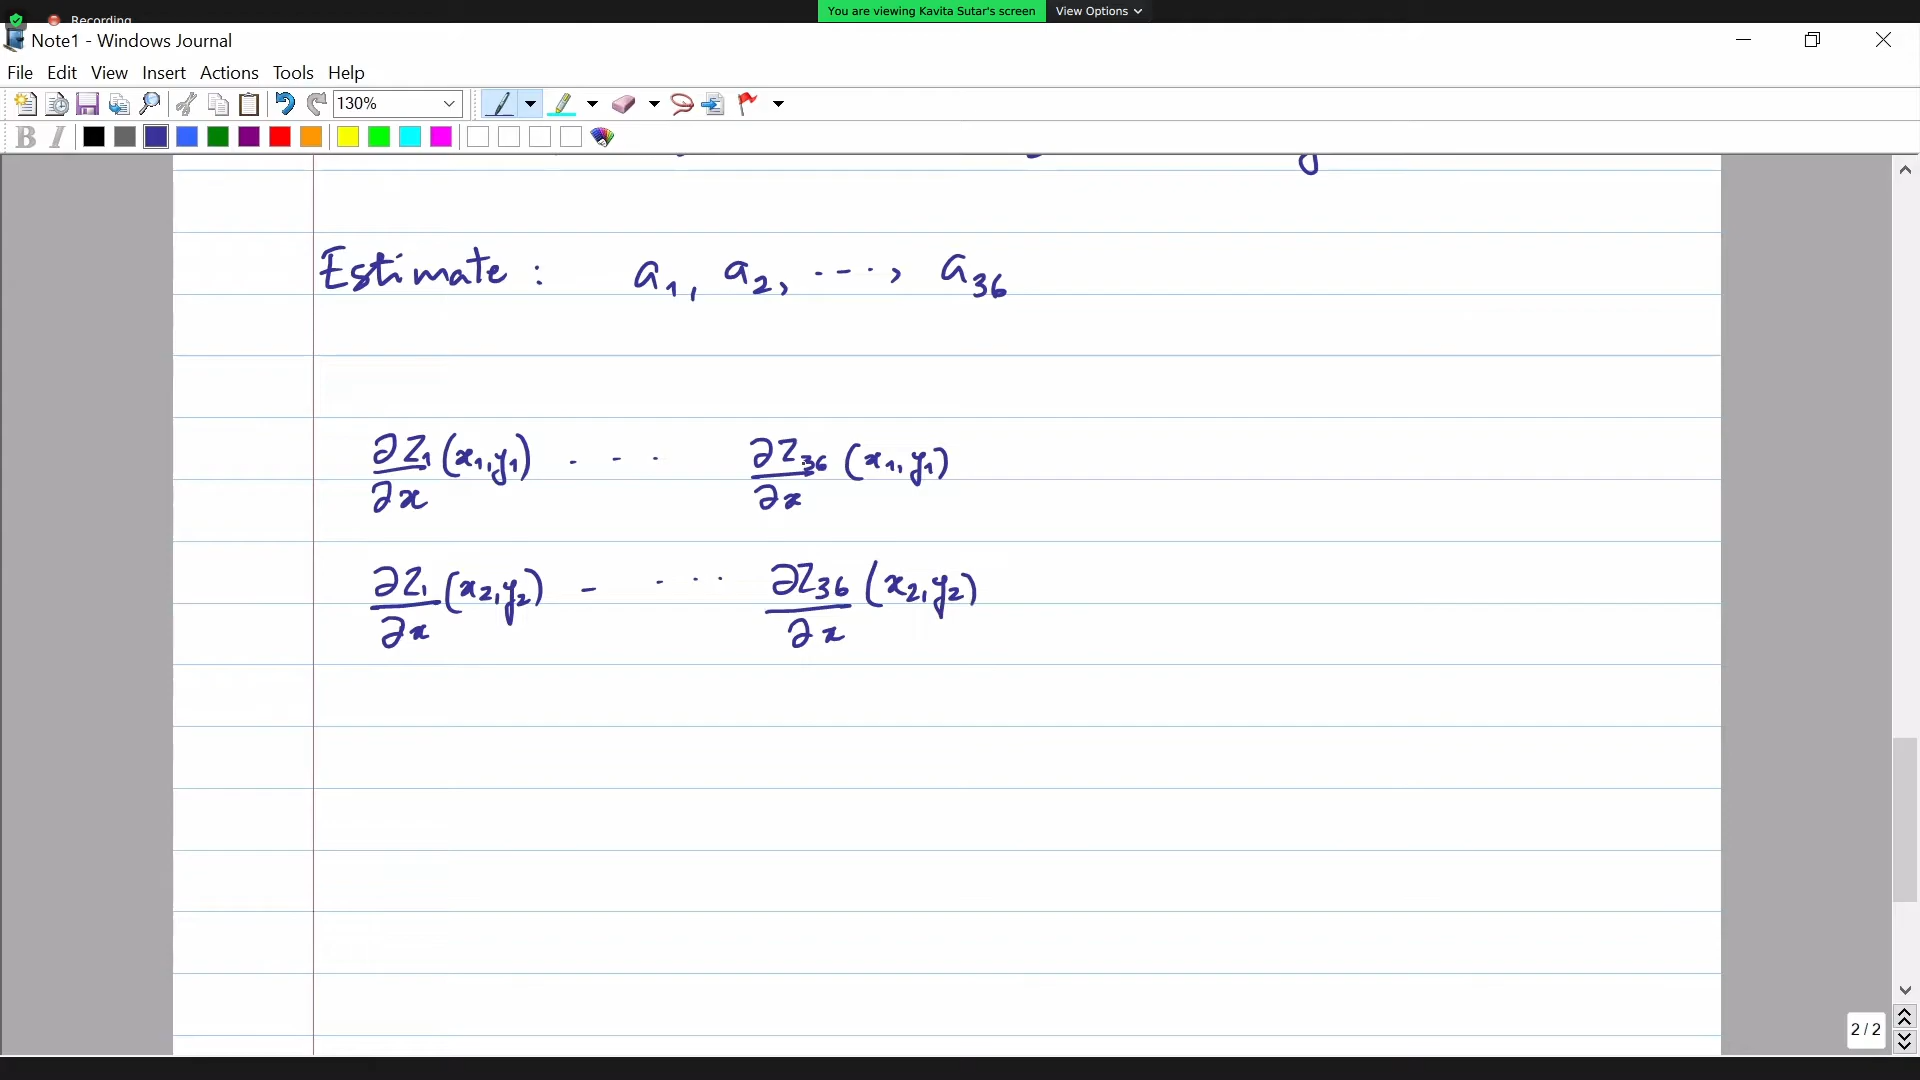 Recording
You are viewing Kavita Sutar's screen View Options
Note1 - Windows Journal
File Edit View Insert Actions Tools Help
130%
B I
Estimate : a₁, a₂, ---, a₃₆
∂Z₁/∂x (x₁,y₁) . - - ∂Z₃₆/∂x (x₁,y₁)
∂Z₁/∂x (x₂,y₂) - . . . ∂Z₃₆/∂x (x₂,y₂)
2 / 2